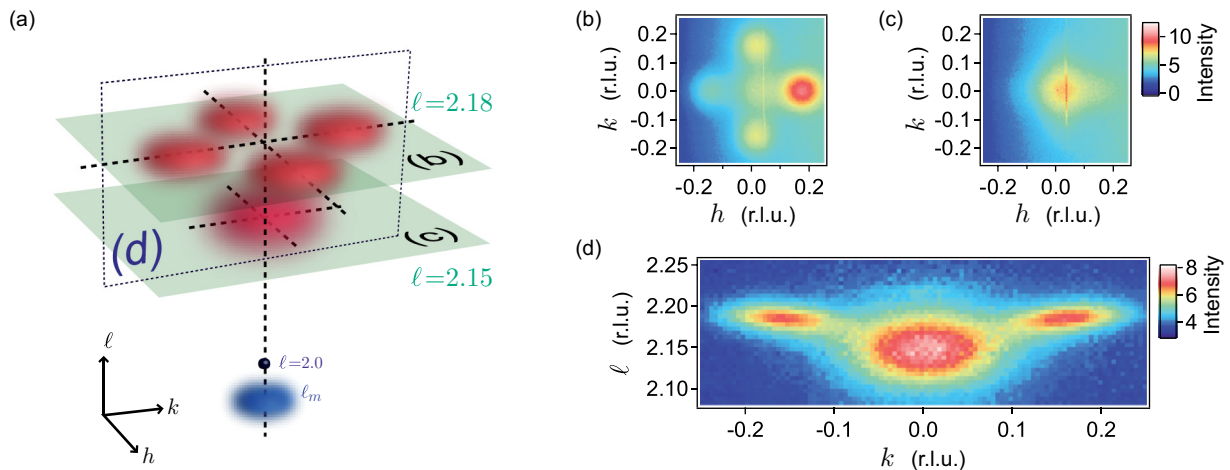 (a)
ℓ=2.18
(b)
(d)
(c)
ℓ=2.15
ℓ=2.0
ℓm
ℓ
k
h
(b)
k (r.l.u.)
0.2
0.1
0.0
-0.1
-0.2
-0.2 0.0 0.2
h (r.l.u.)
(c)
k (r.l.u.)
0.2
0.1
0.0
-0.1
-0.2
-0.2 0.0 0.2
h (r.l.u.)
10
5
0
Intensity
(d)
ℓ (r.l.u.)
2.25
2.20
2.15
2.10
-0.2 -0.1 0.0 0.1 0.2
k (r.l.u.)
8
6
4
Intensity